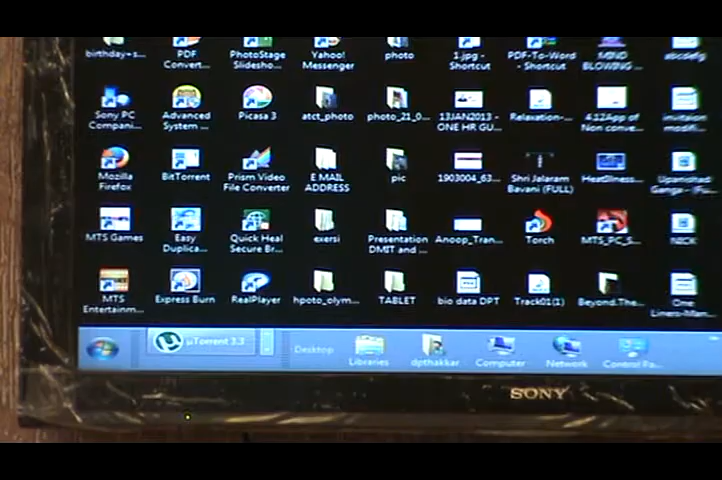 birthday+s...
PDF
Convert...
PhotoStage
Slidesho...
Yahoo!
Messenger
photo
1.jpg -
Shortcut
PDF-To-Word
- Shortcut
MIND
BLOWING ...
abcdefg
Sony PC
Compani...
Advanced
System ...
Picasa 3
atct_photo
photo_21_0...
13JAN2013 -
ONE HR GU...
Relaxation-...
4.12App of
Non conve...
invitaion
modifi...
Mozilla
Firefox
BitTorrent
Prism Video
File Converter
E MAIL
ADDRESS
pic
1903004_63...
Shri Jalaram
Bavani (FULL)
HeatIllness...
Upanishad
Ganga - (Fu...
MTS Games
Easy
Duplica...
Quick Heal
Secure Br...
exersi
Presentation
DMIT and ...
Anoop_Tran...
Torch
MTS_PC_S...
NICK
MTS
Entertainm...
Express Burn
RealPlayer
hpoto_olym...
TABLET
bio data DPT
Track01(1)
Beyond.The...
One
Liners-Man...
µTorrent 3.3
Desktop
Libraries
dpthakkar
Computer
Network
Control Pa...
SONY